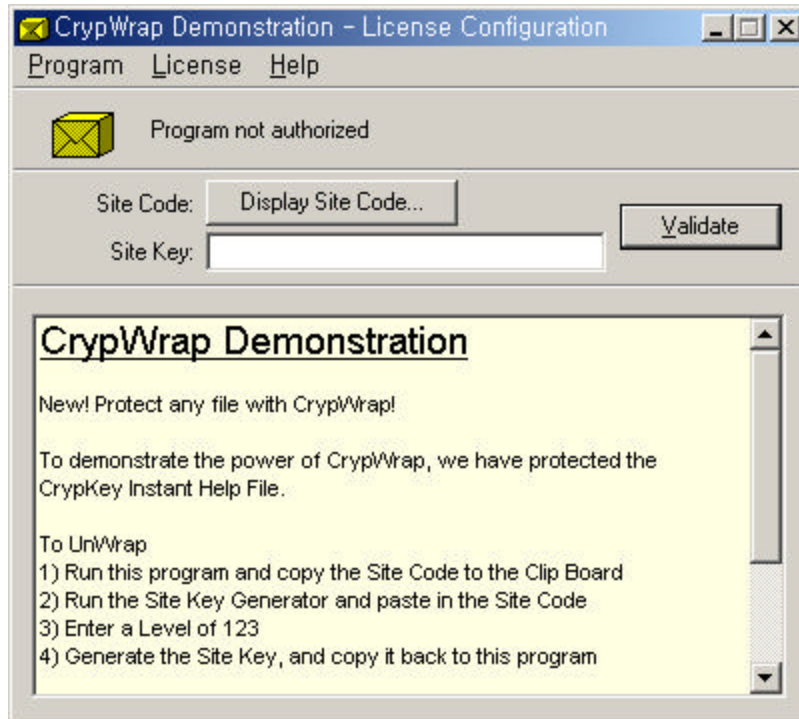 CrypWrap Demonstration - License Configuration
Program License Help
Program not authorized
Site Code: Display Site Code...
Validate
Site Key:
CrypWrap Demonstration
New! Protect any file with CrypWrap!
To demonstrate the power of CrypWrap, we have protected the
CrypKey Instant Help File.
To UnWrap
1) Run this program and copy the Site Code to the Clip Board
2) Run the Site Key Generator and paste in the Site Code
3) Enter a Level of 123
4) Generate the Site Key, and copy it back to this program